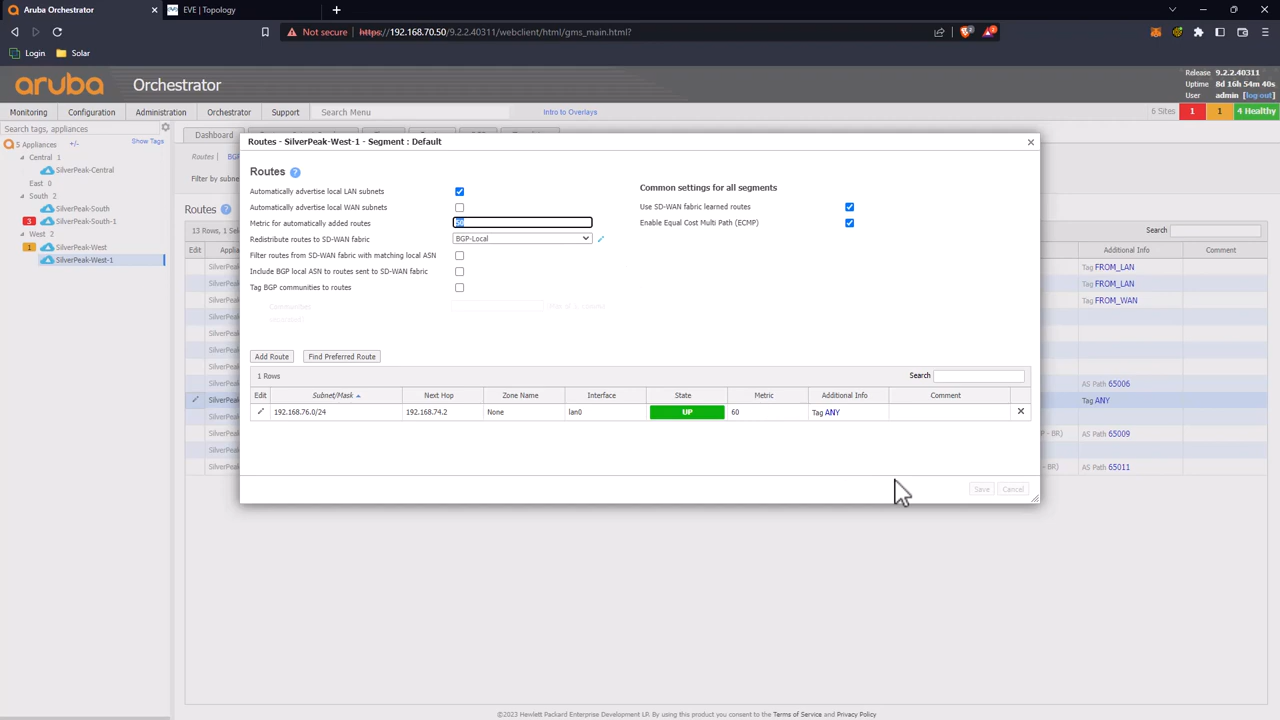 Aruba Orchestrator
EVE | Topology
Not secure
https://192.168.70.50/9.2.2.40311/webclient/html/gms_main.html?
Login
Solar
aruba
Orchestrator
Release 9.2.2.40311
Uptime 8d 16h 54m 40s
User admin [log out]
Monitoring
Configuration
Administration
Orchestrator
Support
Search Menu
Intro to Overlays
6 Sites
1
1
4 Healthy
Search tags, appliances
5 Appliances +/-
Show Tags
Central 1
SilverPeak-Central
East 0
South 2
SilverPeak-South
3 SilverPeak-South-1
West 2
1 SilverPeak-West
SilverPeak-West-1
Dashboard
Routes
Filter by subne
Routes ?
13 Rows, 1 Sele
Search
Edit
Additional Info
Comment
Tag FROM_LAN
Tag FROM_LAN
Tag FROM_WAN
AS Path 65006
Tag ANY
P - BR)
AS Path 65009
P - BR)
AS Path 65011
Routes - SilverPeak-West-1 - Segment : Default
Routes ?
Automatically advertise local LAN subnets
Automatically advertise local WAN subnets
Metric for automatically added routes
Redistribute routes to SD-WAN fabric
BGP-Local
Filter routes from SD-WAN fabric with matching local ASN
Include BGP local ASN to routes sent to SD-WAN fabric
Tag BGP communities to routes
Communities
Common settings for all segments
Use SD-WAN fabric learned routes
Enable Equal Cost Multi Path (ECMP)
Add Route
Find Preferred Route
1 Rows
Search
Edit Subnet/Mask Next Hop Zone Name Interface State Metric Additional Info Comment
192.168.76.0/24 192.168.74.2 None lan0 UP 60 Tag ANY
Save
Cancel
©2023 Hewlett Packard Enterprise Development LP. By using this product you consent to the Terms of Service and Privacy Policy